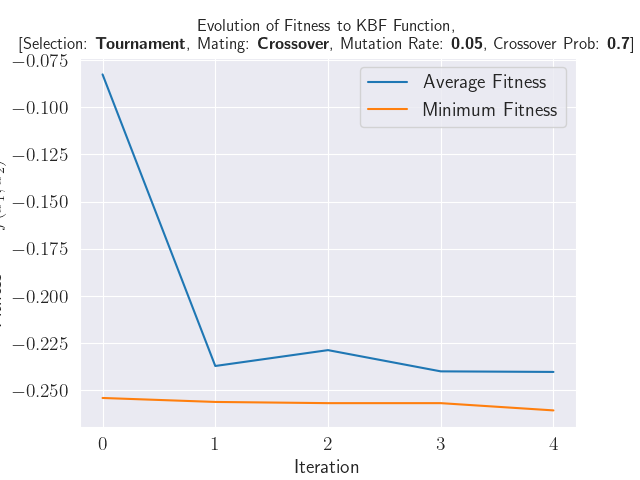 Evolution of Fitness to KBF Function,
[Selection: Tournament, Mating: Crossover, Mutation Rate: 0.05, Crossover Prob: 0.7]
Average Fitness
Minimum Fitness
−0.075
−0.100
−0.125
−0.150
−0.175
−0.200
−0.225
−0.250
0 1 2 3 4
Iteration